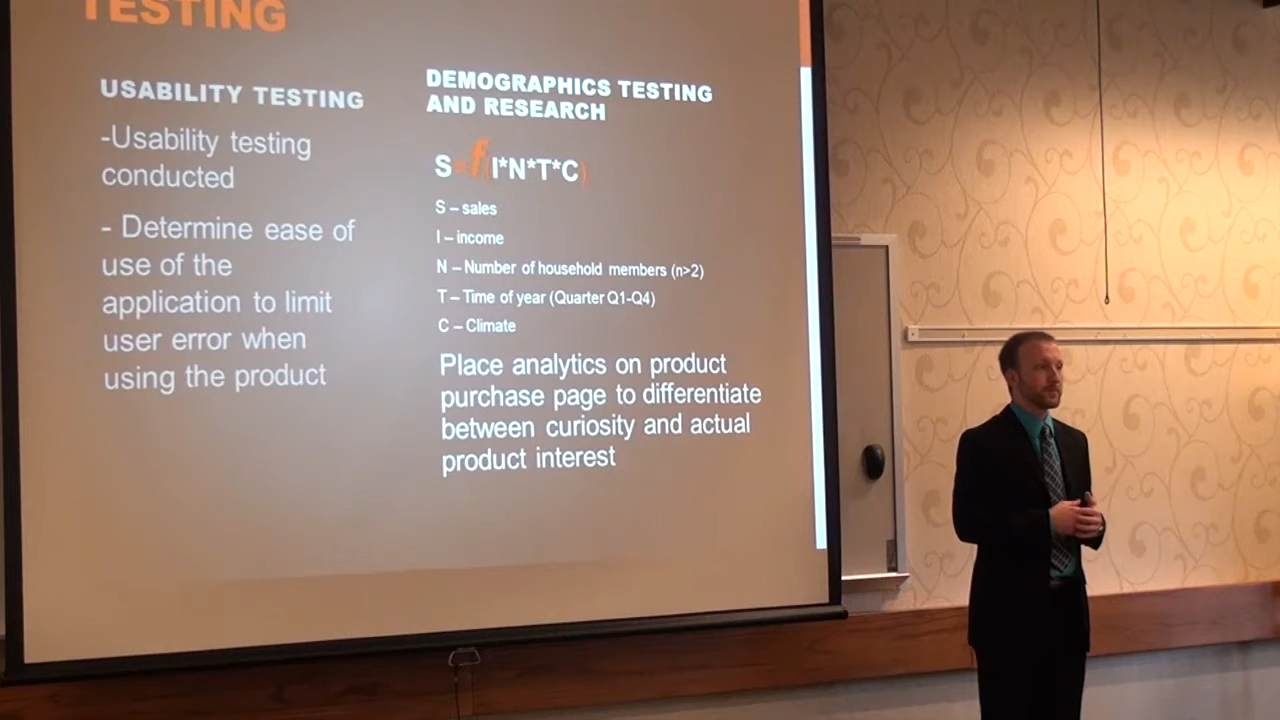 TESTING
USABILITY TESTING
-Usability testing
conducted
- Determine ease of
use of the
application to limit
user error when
using the product
DEMOGRAPHICS TESTING
AND RESEARCH
S=f(I*N*T*C)
S – sales
I – income
N – Number of household members (n>2)
T – Time of year (Quarter Q1-Q4)
C – Climate
Place analytics on product
purchase page to differentiate
between curiosity and actual
product interest